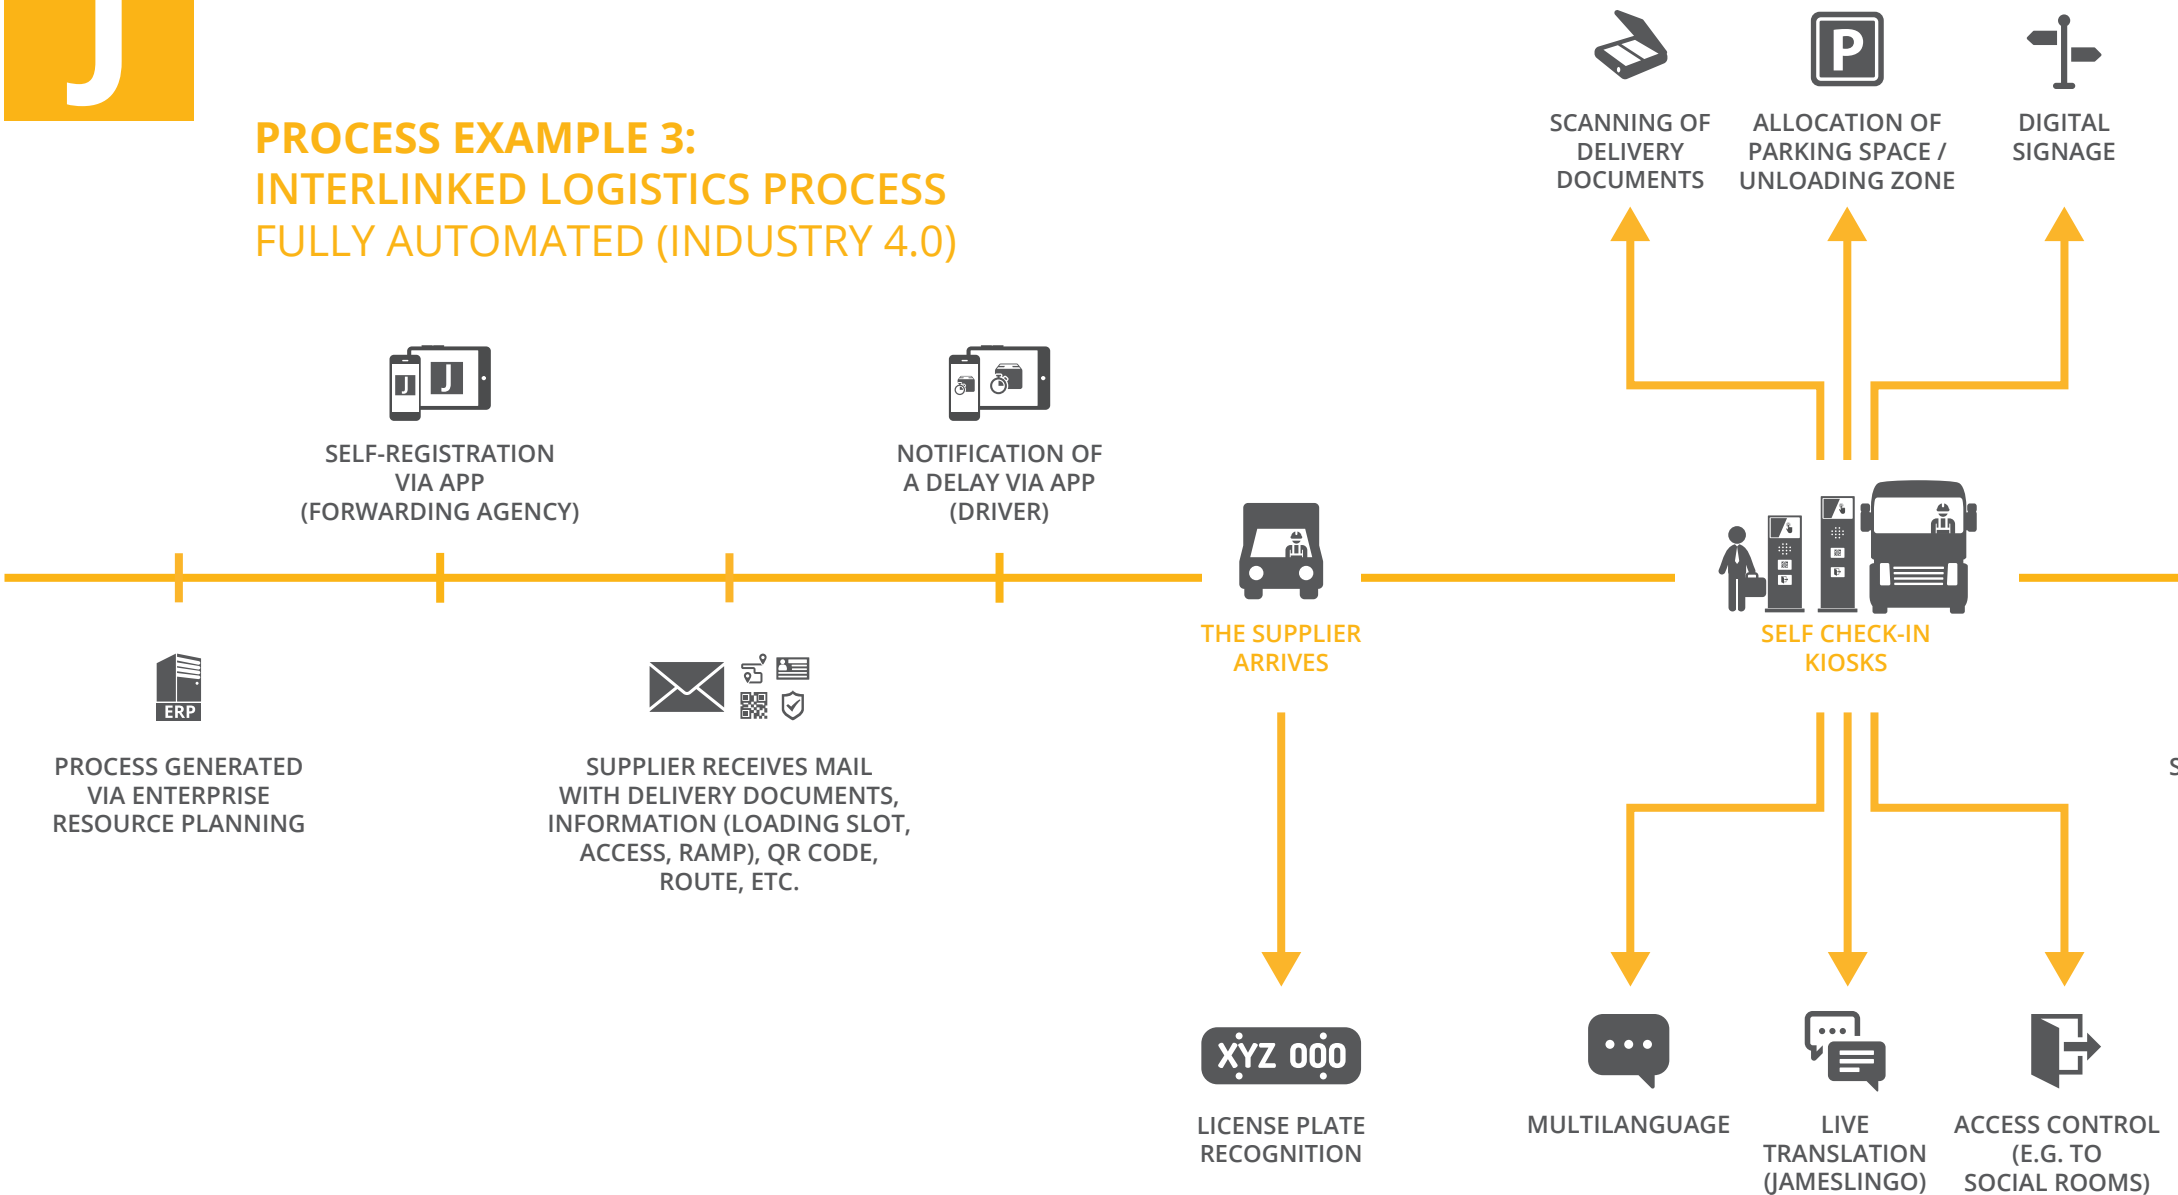 J
PROCESS EXAMPLE 3:
INTERLINKED LOGISTICS PROCESS
FULLY AUTOMATED (INDUSTRY 4.0)
SCANNING OF
DELIVERY
DOCUMENTS
P
ALLOCATION OF
PARKING SPACE /
UNLOADING ZONE
DIGITAL
SIGNAGE
J
J
SELF-REGISTRATION
VIA APP
(FORWARDING AGENCY)
NOTIFICATION OF
A DELAY VIA APP
(DRIVER)
THE SUPPLIER
ARRIVES
SELF CHECK-IN
KIOSKS
ERP
PROCESS GENERATED
VIA ENTERPRISE
RESOURCE PLANNING
SUPPLIER RECEIVES MAIL
WITH DELIVERY DOCUMENTS,
INFORMATION (LOADING SLOT,
ACCESS, RAMP), QR CODE,
ROUTE, ETC.
S
XYZ 000
LICENSE PLATE
RECOGNITION
MULTILANGUAGE
LIVE
TRANSLATION
(JAMESLINGO)
ACCESS CONTROL
(E.G. TO
SOCIAL ROOMS)